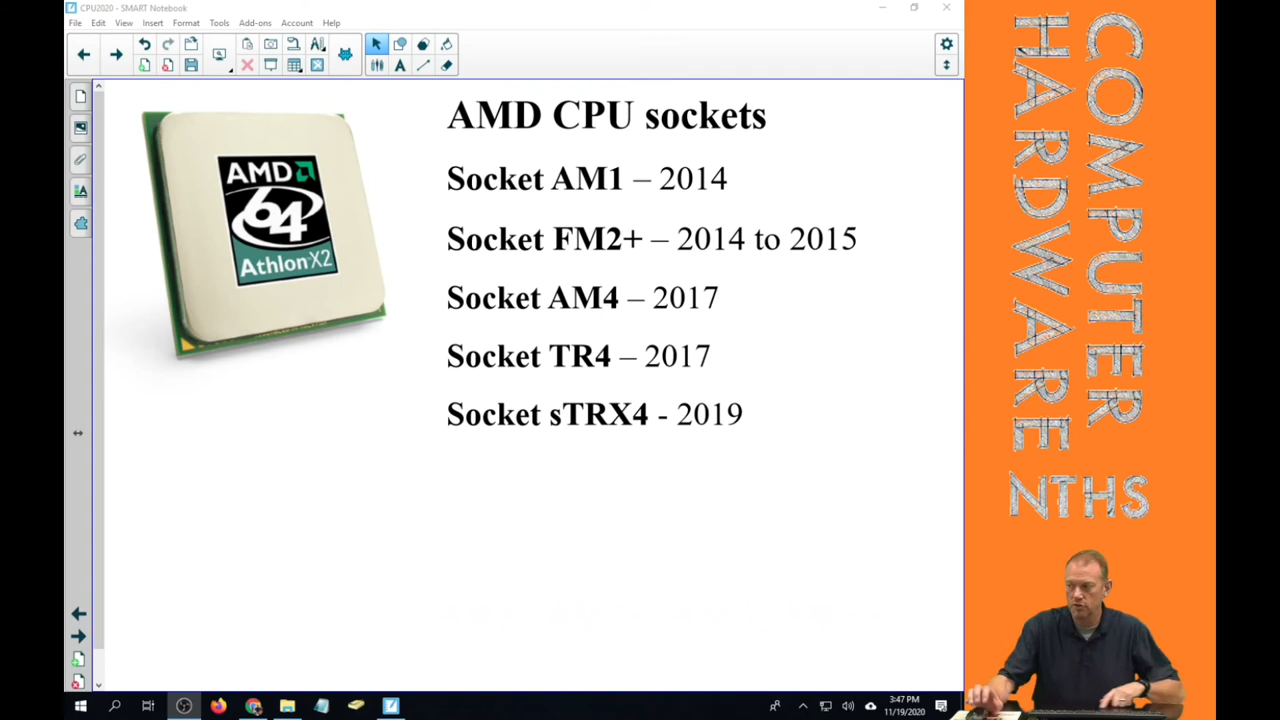 CPU2020 - SMART Notebook
File Edit View Insert Format Tools Add-ons Account Help
AMD CPU sockets
Socket AM1 – 2014
Socket FM2+ – 2014 to 2015
Socket AM4 – 2017
Socket TR4 – 2017
Socket sTRX4 - 2019
AMD
64
Athlon X2
COMPUTER
HARDWARE
NTHS
3:47 PM
11/19/2020